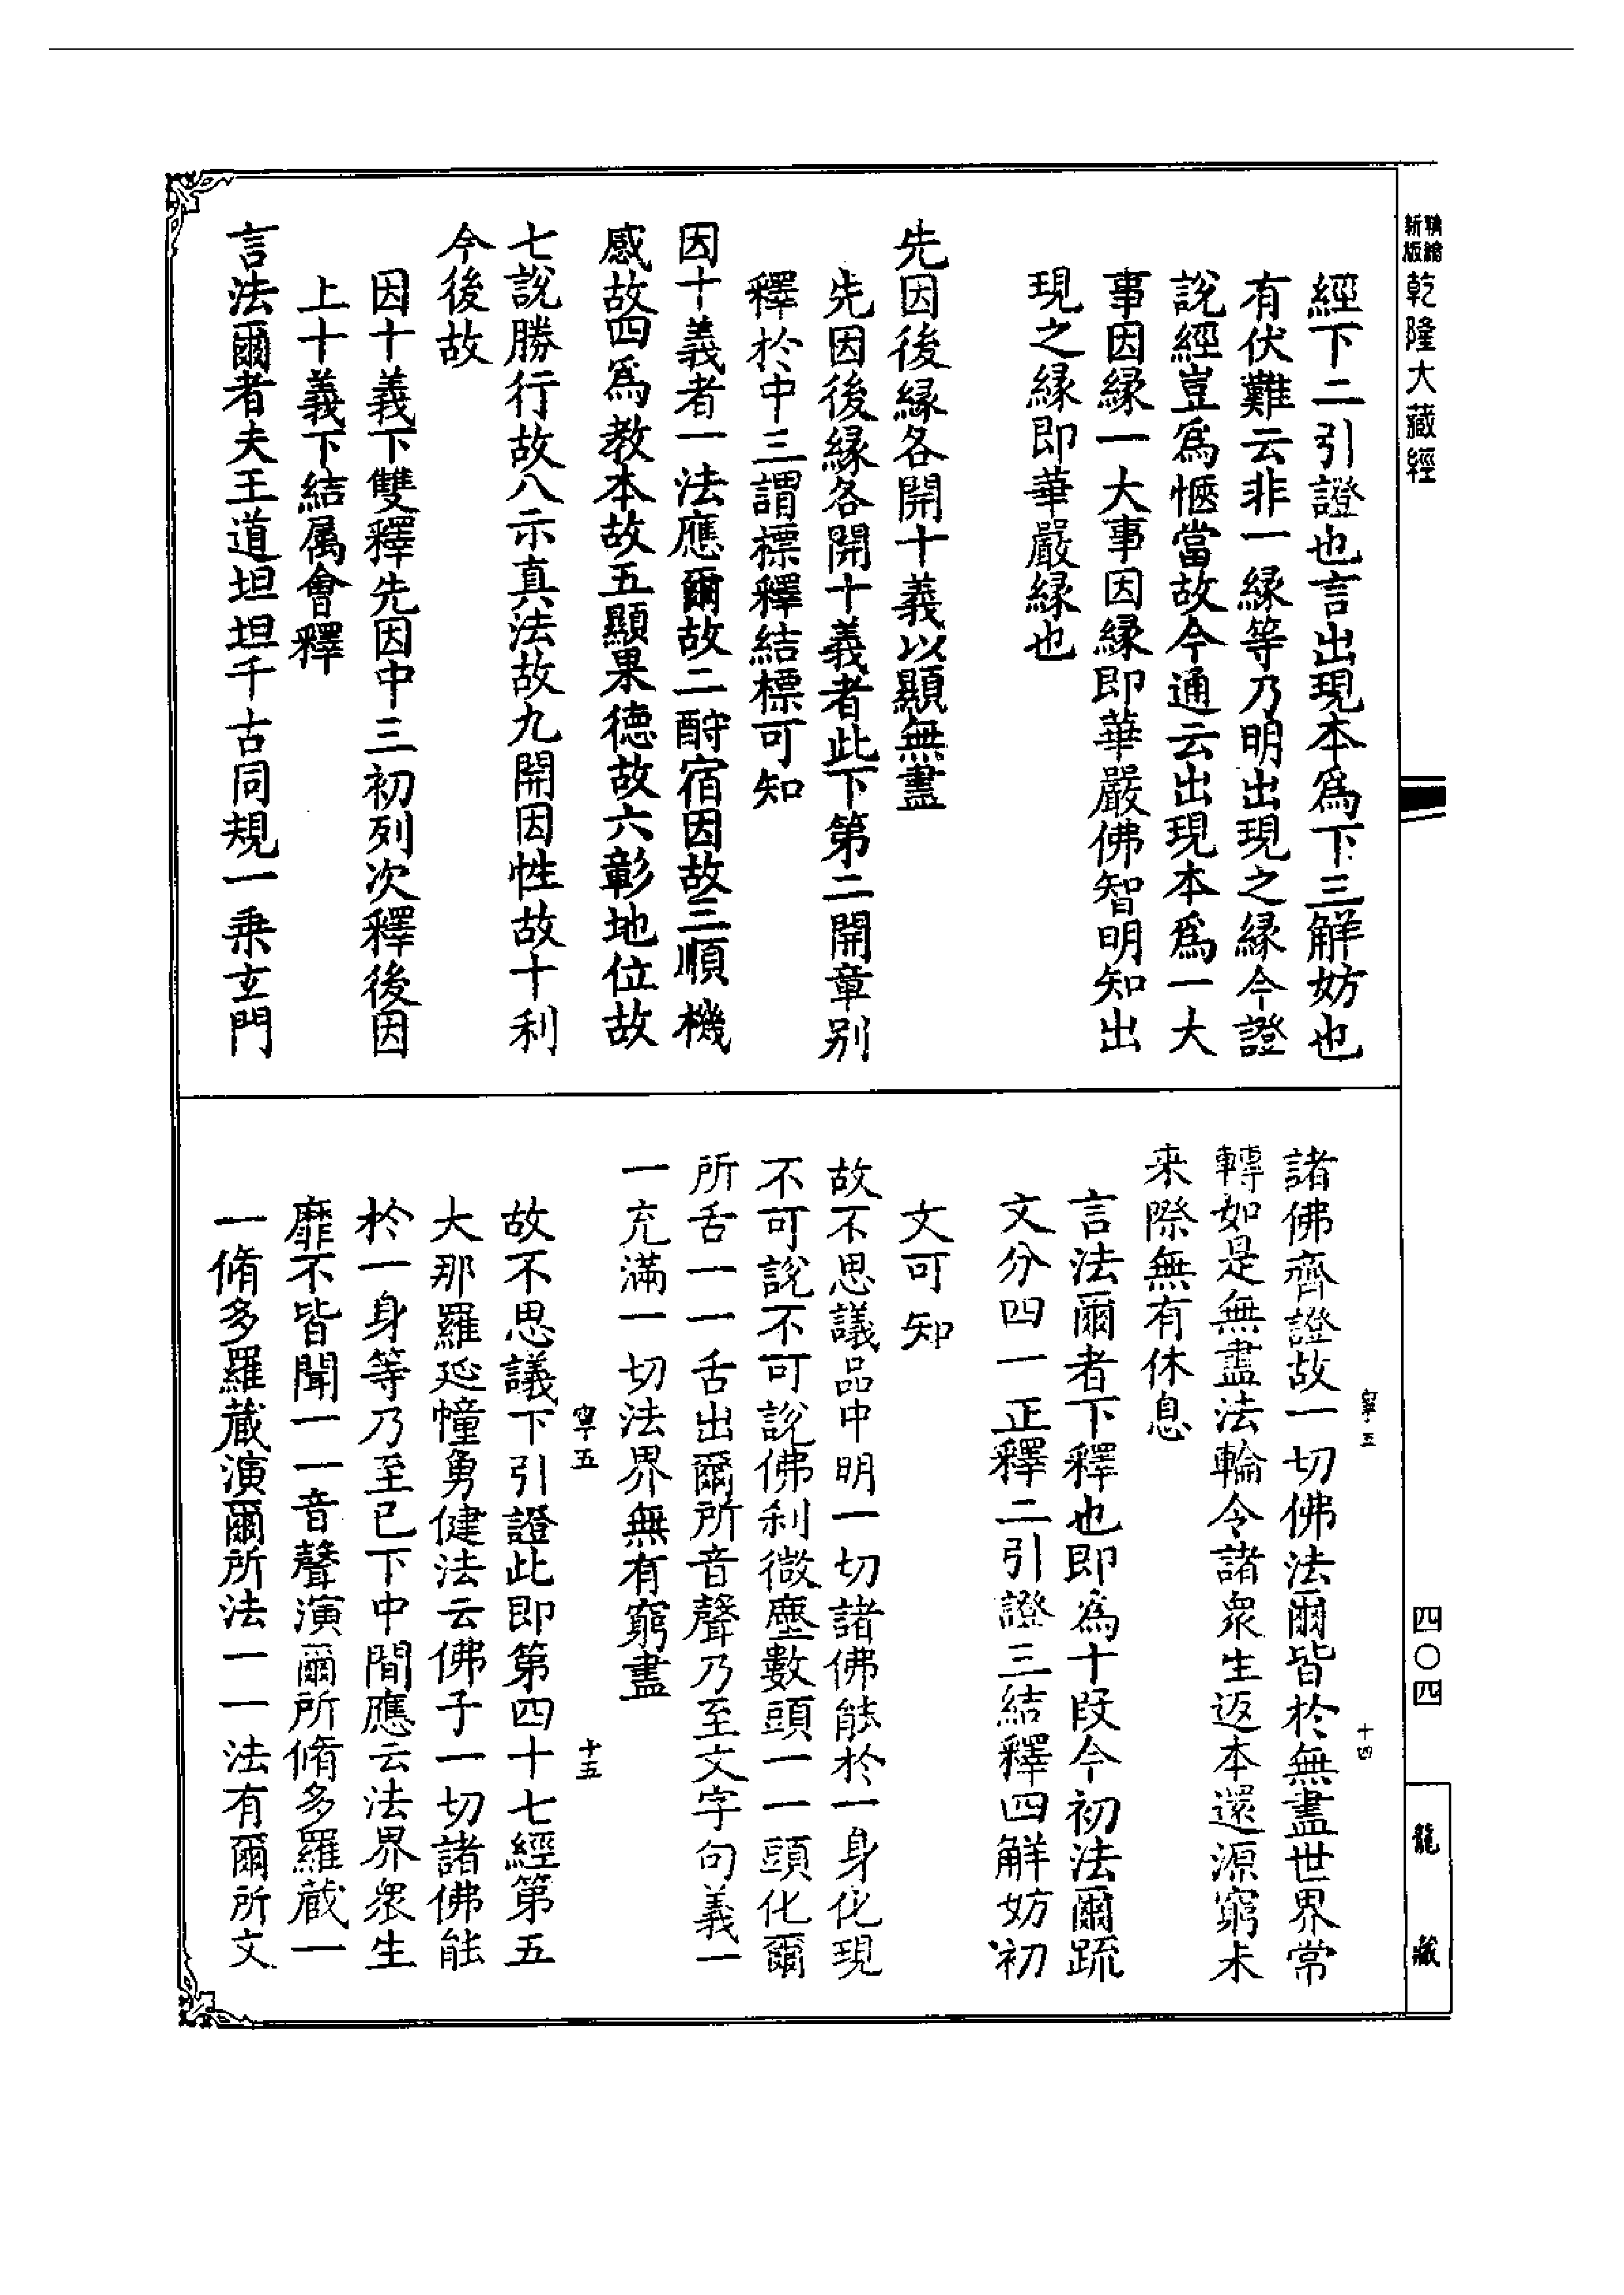 新版精繪
乾隆大藏經
四〇四
龍藏
經下二引證也言出現本爲下三解妨也
有伏難云非一緣等乃明出現之緣今證
說經豈爲愜當故今通云出現本爲一大
事因緣一大事因緣即華嚴佛智明知出
現之緣即華嚴緣也
先因後緣各開十義以顯無盡
先因後緣各開十義者此下第二開章別
釋於中三謂標釋結標可知
因十義者一法應爾故二酧宿因故三順機
感故四爲教本故五顯果德故六彰地位故
七說勝行故八示真法故九開因性故十利
今後故
因十義下雙釋先因中三初列次釋後因
上十義下結属會釋
言法爾者夫王道坦坦千古同規一乗玄門
寧五
十四
諸佛齊證故一切佛法爾皆於無盡世界常
轉如是無盡法輪令諸衆生返本還源窮未
来際無有休息
言法爾者下釋也即爲十段今初法爾疏
文分四一正釋二引證三結釋四解妨初
文可知
故不思議品中明一切諸佛能於一身化現
不可說不可說佛刹微塵數頭一一頭化爾
所舌一一舌出爾所音聲乃至文字句義一
一充滿一切法界無有窮盡
寧五
十五
故不思議下引證此即第四十七經第五
大那羅延幢勇健法云佛子一切諸佛能
於一身等乃至已下中間應云法界衆生
靡不皆聞一一音聲演爾所脩多羅蔵一
一脩多羅蔵演爾所法一一法有爾所文